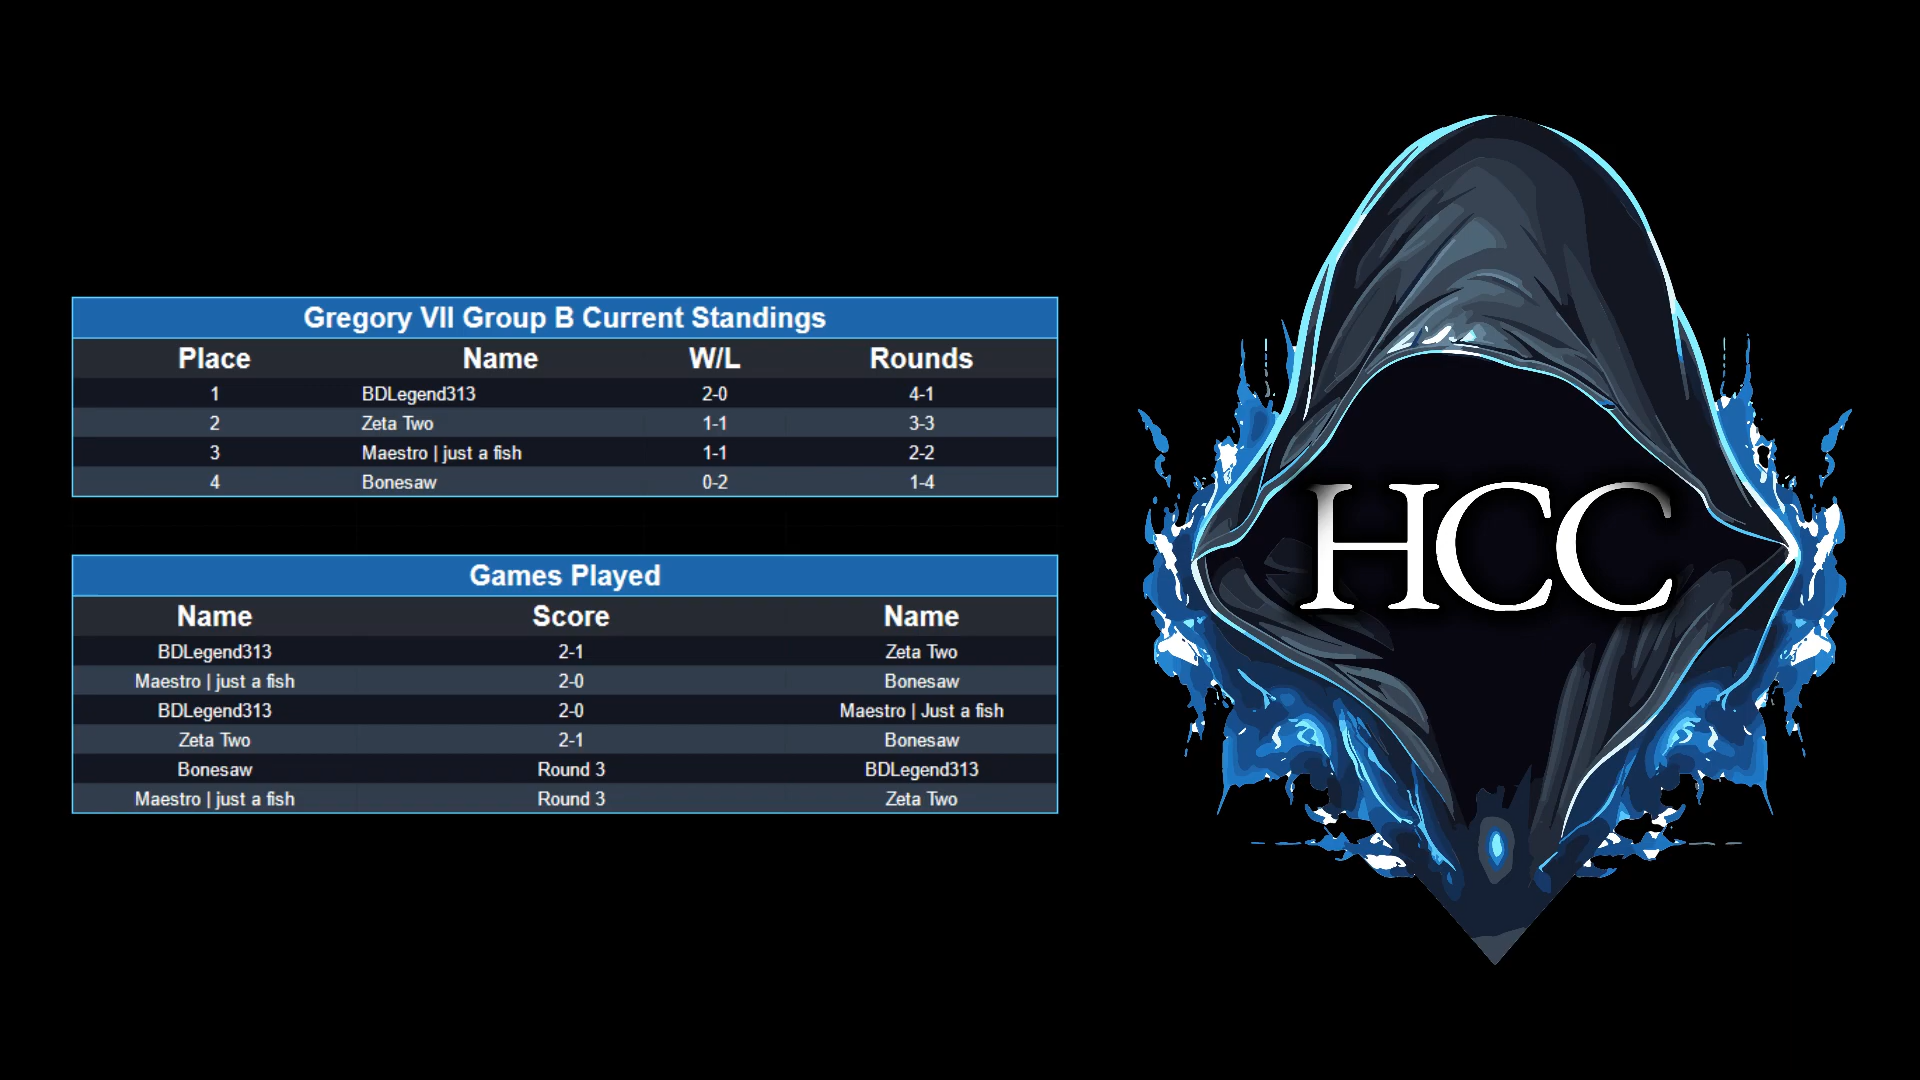 Gregory VII Group B Current Standings
Place Name W/L Rounds
1 BDLegend313 2-0 4-1
2 Zeta Two 1-1 3-3
3 Maestro | just a fish 1-1 2-2
4 Bonesaw 0-2 1-4
Games Played
Name Score Name
BDLegend313 2-1 Zeta Two
Maestro | just a fish 2-0 Bonesaw
BDLegend313 2-0 Maestro | Just a fish
Zeta Two 2-1 Bonesaw
Bonesaw Round 3 BDLegend313
Maestro | just a fish Round 3 Zeta Two
HCC